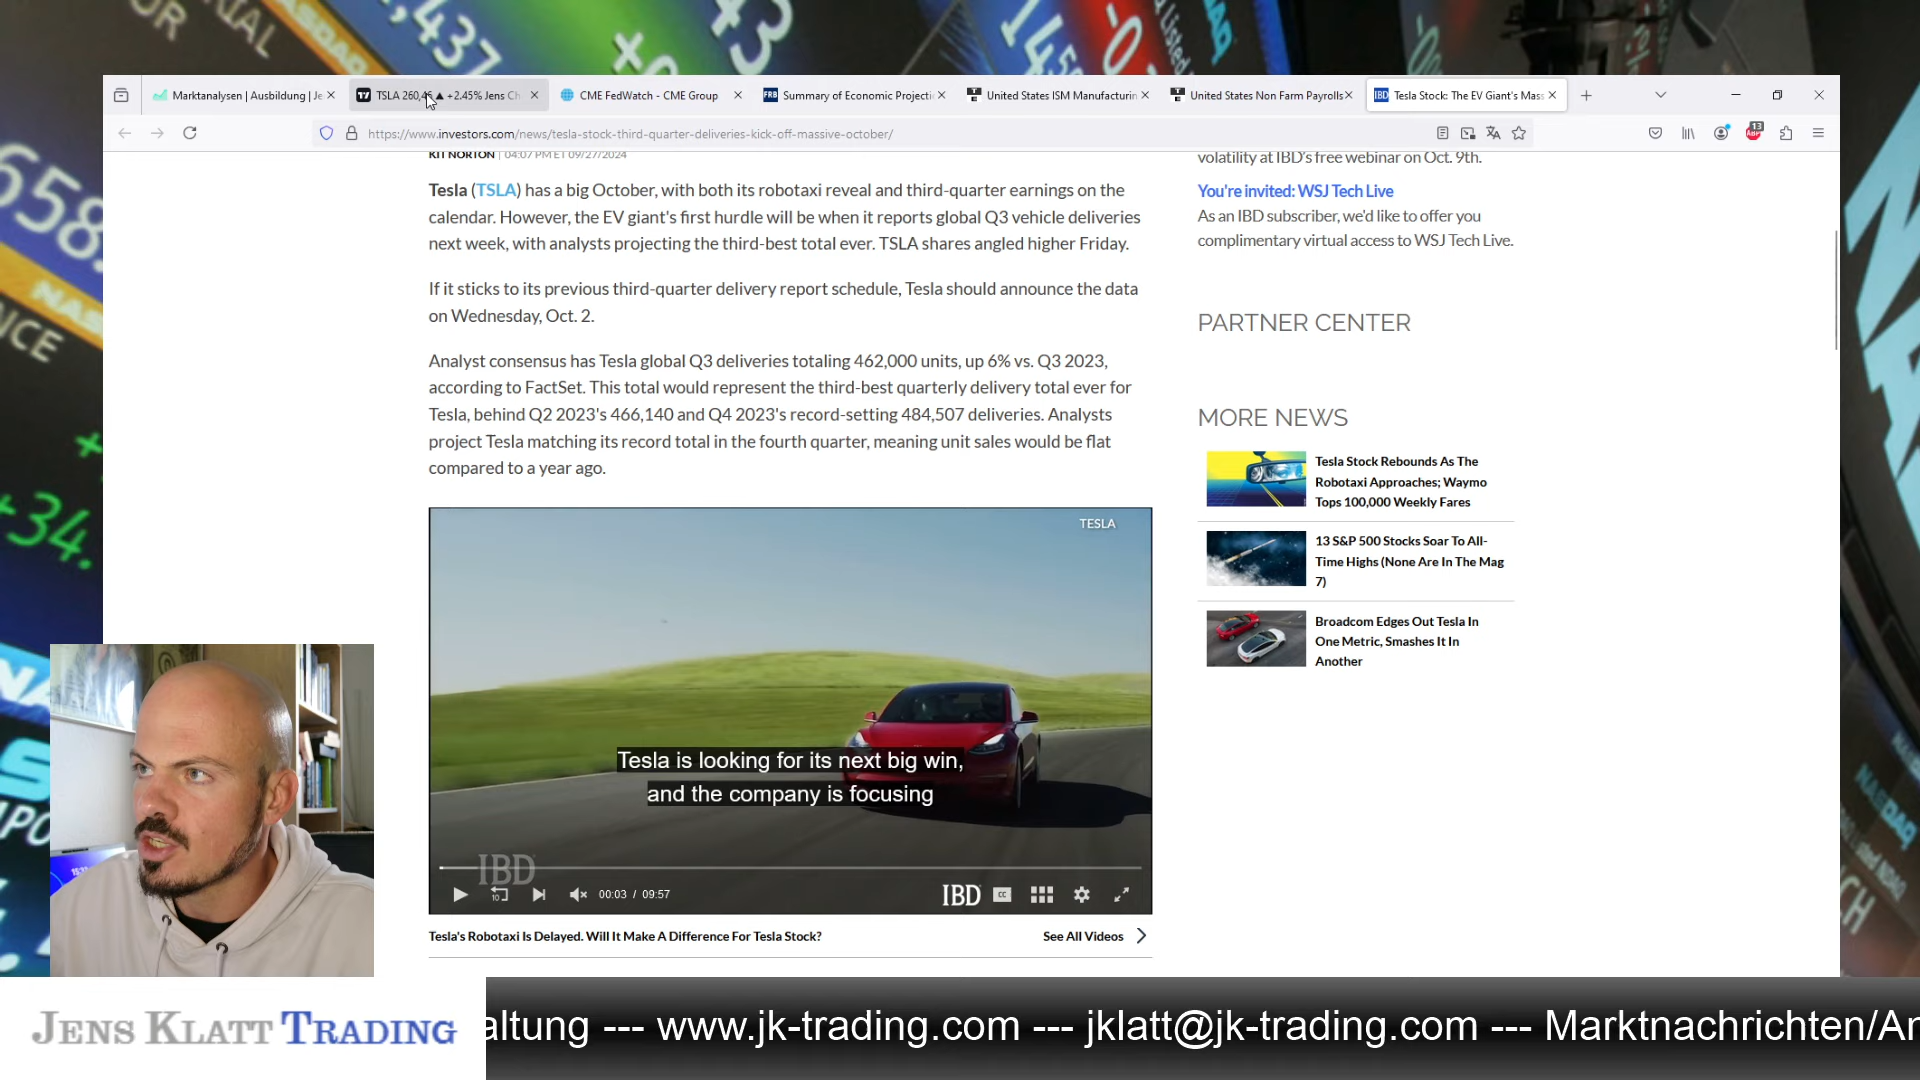 Marktanalysen | Ausbildung | Je
TSLA 260,46 ▲ +2.45% Jens Ch
CME FedWatch - CME Group
Summary of Economic Projecti
United States ISM Manufacturin
United States Non Farm Payrolls
Tesla Stock: The EV Giant's Mass
https://www.investors.com/news/tesla-stock-third-quarter-deliveries-kick-off-massive-october/
13
KIT NORTON | 04:07 PM ET 09/27/2024
Tesla (TSLA) has a big October, with both its robotaxi reveal and third-quarter earnings on the
calendar. However, the EV giant's first hurdle will be when it reports global Q3 vehicle deliveries
next week, with analysts projecting the third-best total ever. TSLA shares angled higher Friday.
If it sticks to its previous third-quarter delivery report schedule, Tesla should announce the data
on Wednesday, Oct. 2.
Analyst consensus has Tesla global Q3 deliveries totaling 462,000 units, up 6% vs. Q3 2023,
according to FactSet. This total would represent the third-best quarterly delivery total ever for
Tesla, behind Q2 2023's 466,140 and Q4 2023's record-setting 484,507 deliveries. Analysts
project Tesla matching its record total in the fourth quarter, meaning unit sales would be flat
compared to a year ago.
TESLA
Tesla is looking for its next big win,
and the company is focusing
IBD
00:03 / 09:57
IBD
CC
Tesla's Robotaxi Is Delayed. Will It Make A Difference For Tesla Stock?
See All Videos
volatility at IBD's free webinar on Oct. 9th.
You're invited: WSJ Tech Live
As an IBD subscriber, we'd like to offer you
complimentary virtual access to WSJ Tech Live.
PARTNER CENTER
MORE NEWS
Tesla Stock Rebounds As The
Robotaxi Approaches; Waymo
Tops 100,000 Weekly Fares
13 S&P 500 Stocks Soar To All-
Time Highs (None Are In The Mag
7)
Broadcom Edges Out Tesla In
One Metric, Smashes It In
Another
JENS KLATT TRADING
altung --- www.jk-trading.com --- jklatt@jk-trading.com --- Marktnachrichten/An